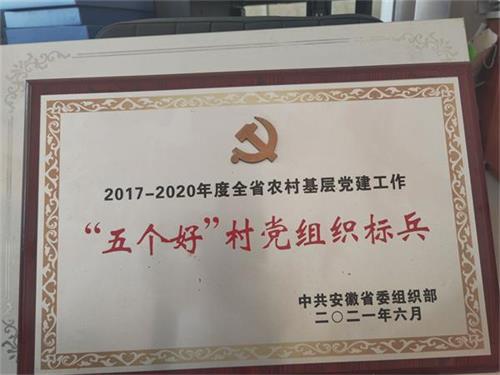 2017-2020年度全省农村基层党建工作
“五个好”村党组织标兵
中共安徽省委组织部
二〇二一年六月